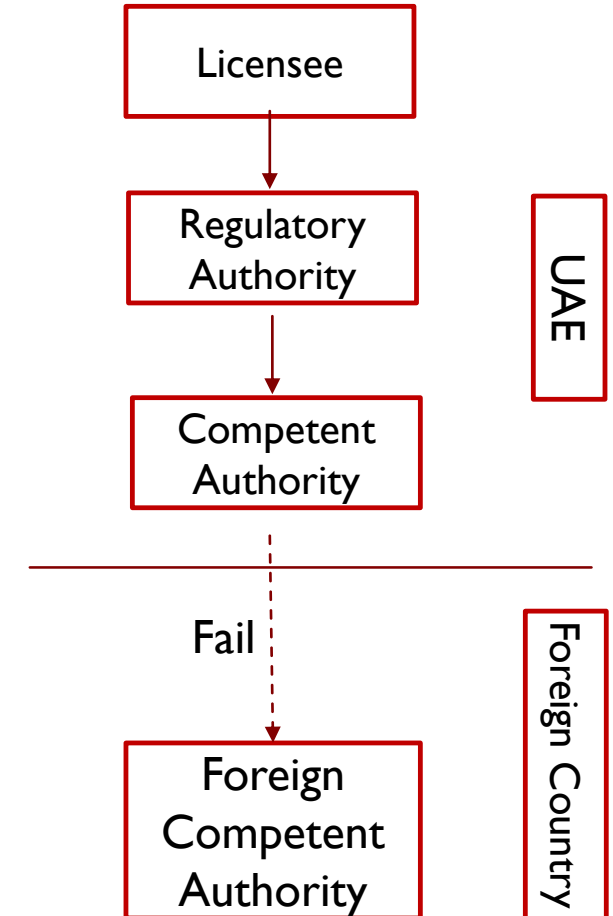 Licensee
Regulatory
Authority
UAE
Competent
Authority
Fail
Foreign Country
Foreign
Competent
Authority